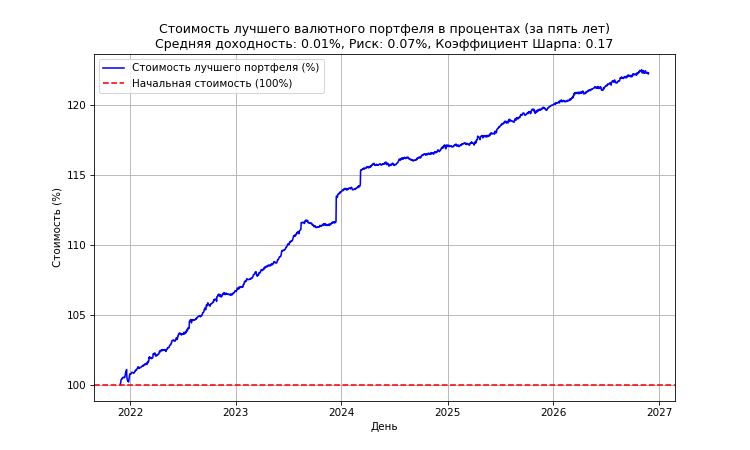 Стоимость лучшего валютного портфеля в процентах (за пять лет)
Средняя доходность: 0.01%, Риск: 0.07%, Коэффициент Шарпа: 0.17
Стоимость лучшего портфеля (%)
Начальная стоимость (100%)
Стоимость (%)
120
115
110
105
100
2022
2023
2024
2025
2026
2027
День